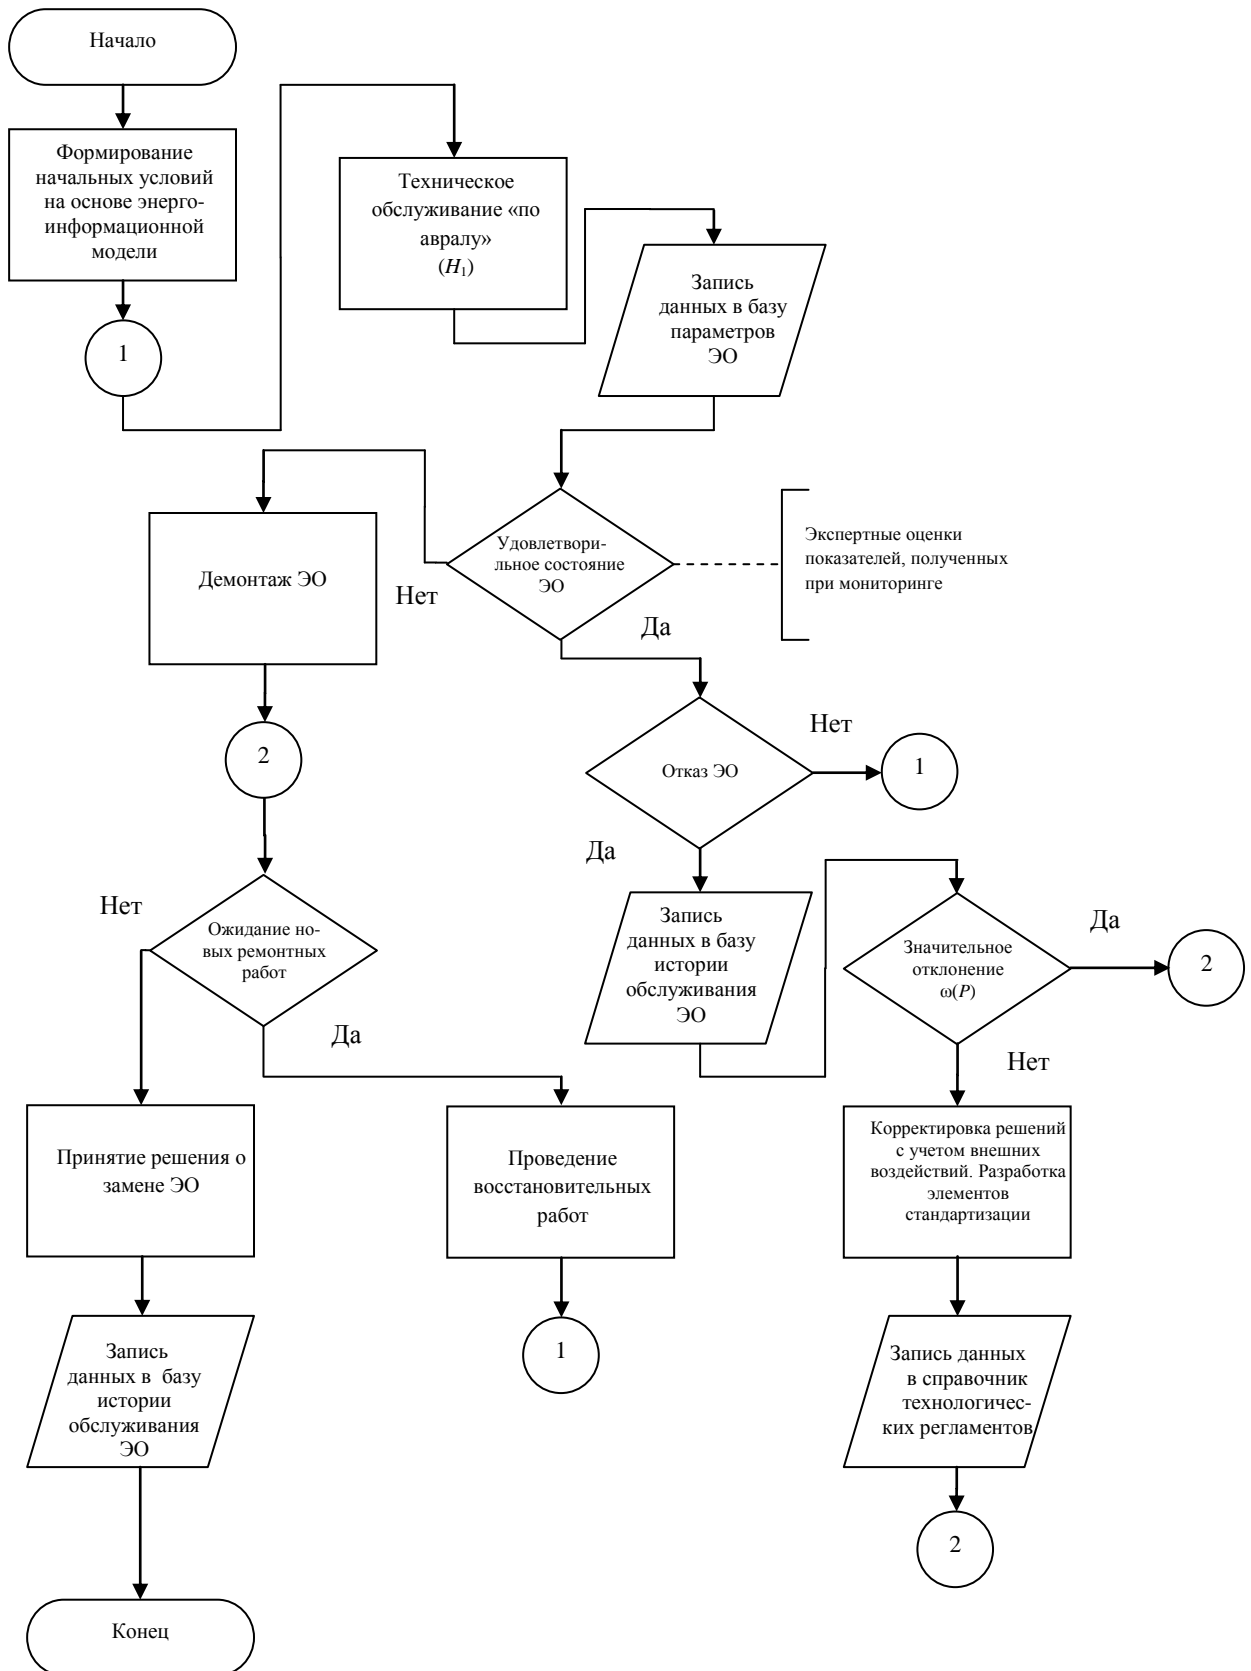 Начало
Формирование
начальных условий
на основе энерго-
информационной
модели
1
Техническое
обслуживание «по
авралу»
(H1)
Запись
данных в базу
параметров
ЭО
Удовлетвори-
льное состояние
ЭО
Экспертные оценки
показателей, полученных
при мониторинге
Нет
Да
Демонтаж ЭО
2
Отказ ЭО
Нет
1
Да
Запись
данных в базу
истории
обслуживания
ЭО
Значительное
отклонение
ω(P)
Да
2
Нет
Ожидание но-
вых ремонтных
работ
Нет
Да
Принятие решения о
замене ЭО
Проведение
восстановительных
работ
1
Корректировка решений
с учетом внешних
воздействий. Разработка
элементов
стандартизации
Запись
данных в базу
истории
обслуживания
ЭО
Запись данных
в справочник
технологичес-
ких регламентов
2
Конец